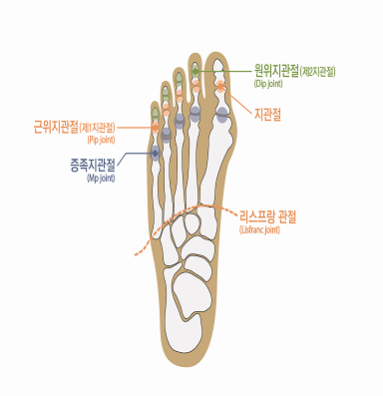 원위지관절(제2지관절)
(Dip joint)
지관절
근위지관절(제1지관절)
(Pip joint)
중족지관절
(Mp joint)
리스프랑 관절
(Lisfranc joint)